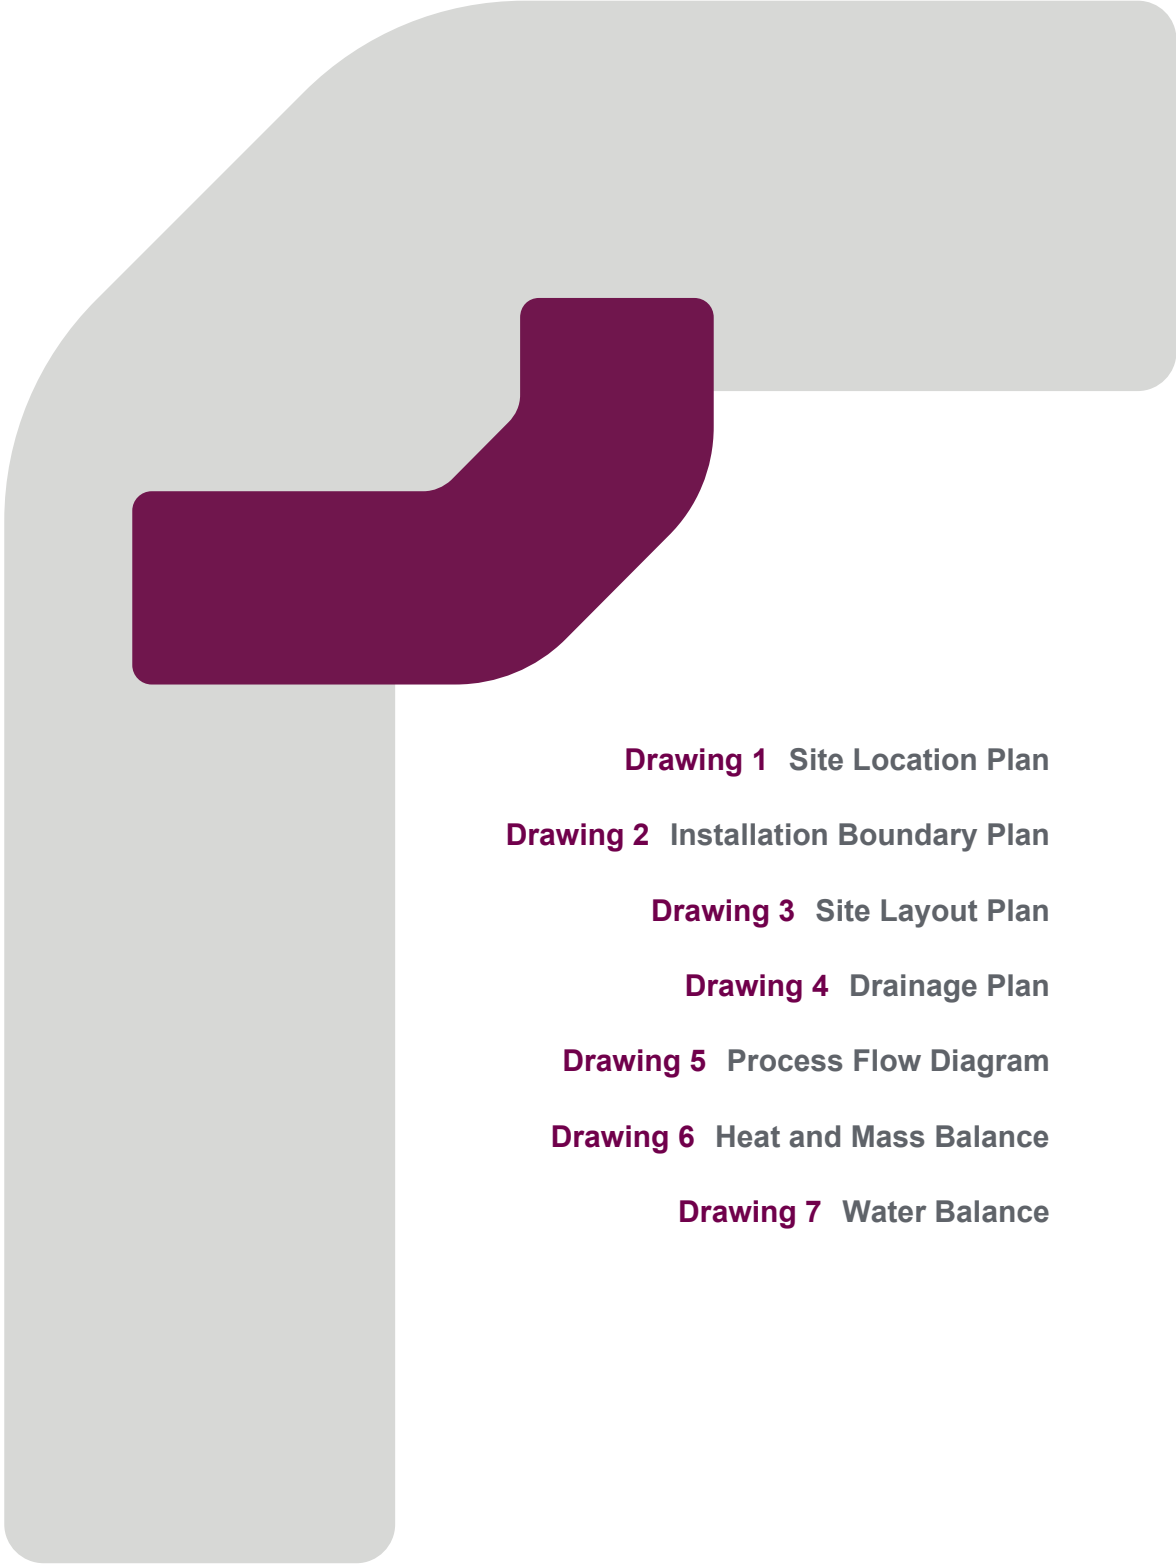 Drawing 1 Site Location Plan
Drawing 2 Installation Boundary Plan
Drawing 3 Site Layout Plan
Drawing 4 Drainage Plan
Drawing 5 Process Flow Diagram
Drawing 6 Heat and Mass Balance
Drawing 7 Water Balance